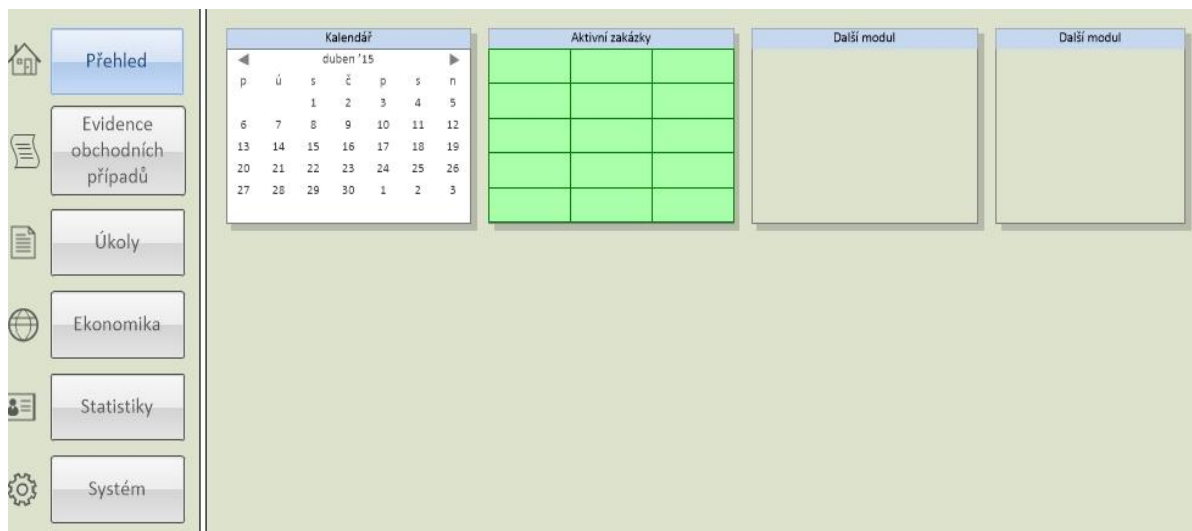 Přehled
Evidence
obchodních
případů
Úkoly
Ekonomika
Statistiky
Systém
Kalendář
duben '15
p ú s č p s n
1 2 3 4 5
6 7 8 9 10 11 12
13 14 15 16 17 18 19
20 21 22 23 24 25 26
27 28 29 30 1 2 3
Aktivní zakázky
Další modul
Další modul